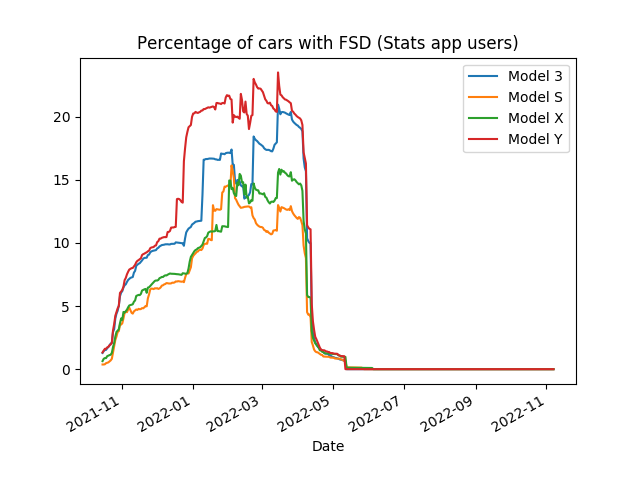 Percentage of cars with FSD (Stats app users)
Model 3
Model S
Model X
Model Y
20
15
10
5
0
2021-11
2022-01
2022-03
2022-05
2022-07
2022-09
2022-11
Date